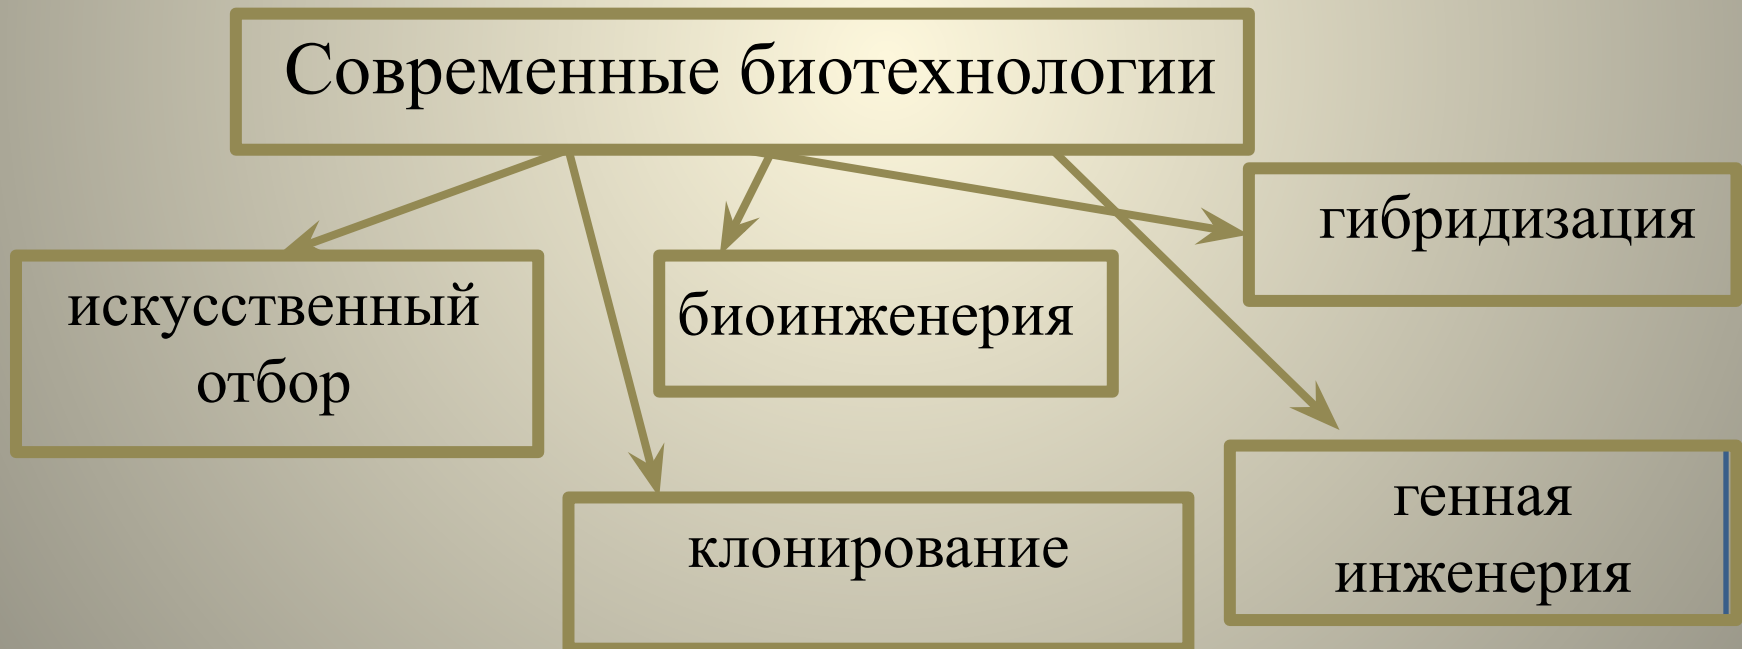 Современные биотехнологии
гибридизация
искусственный
отбор
биоинженерия
клонирование
генная
инженерия